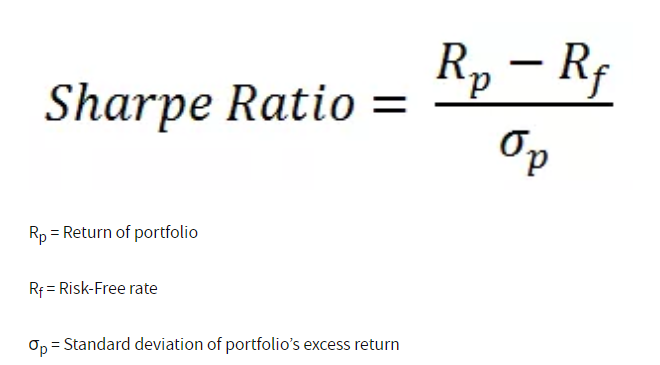 Sharpe Ratio = Rp − Rf / σp
Rp = Return of portfolio
Rf = Risk-Free rate
σp = Standard deviation of portfolio’s excess return